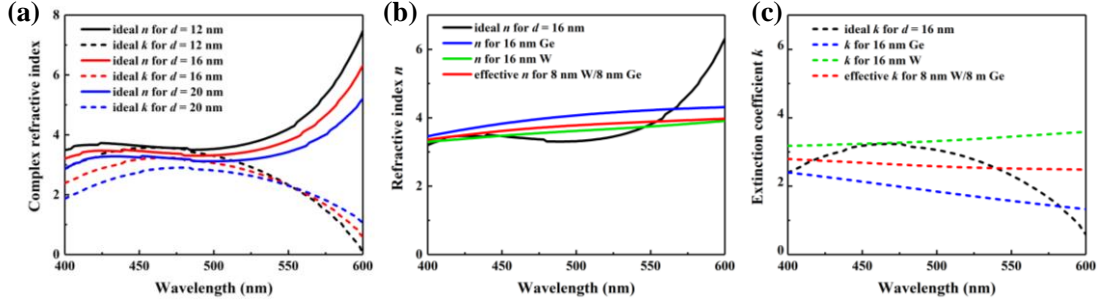 (a)
Complex refractive index
8
6
4
2
0
ideal n for d = 12 nm
ideal k for d = 12 nm
ideal n for d = 16 nm
ideal k for d = 16 nm
ideal n for d = 20 nm
ideal k for d = 20 nm
400 450 500 550 600
Wavelength (nm)
(b)
Refractive index n
6
4
2
0
ideal n for d = 16 nm
n for 16 nm Ge
n for 16 nm W
effective n for 8 nm W/8 nm Ge
400 450 500 550 600
Wavelength (nm)
(c)
Extinction coefficient k
6
4
2
0
ideal k for d = 16 nm
k for 16 nm Ge
k for 16 nm W
effective k for 8 nm W/8 m Ge
400 450 500 550 600
Wavelength (nm)